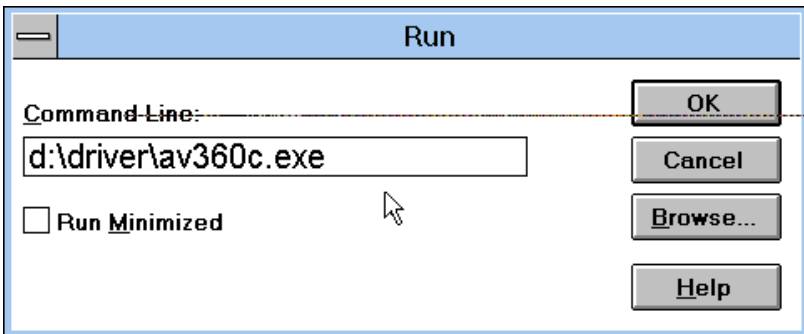 Run
Command Line:
OK
d:\driver\av360c.exe
Cancel
Run Minimized
Browse...
Help